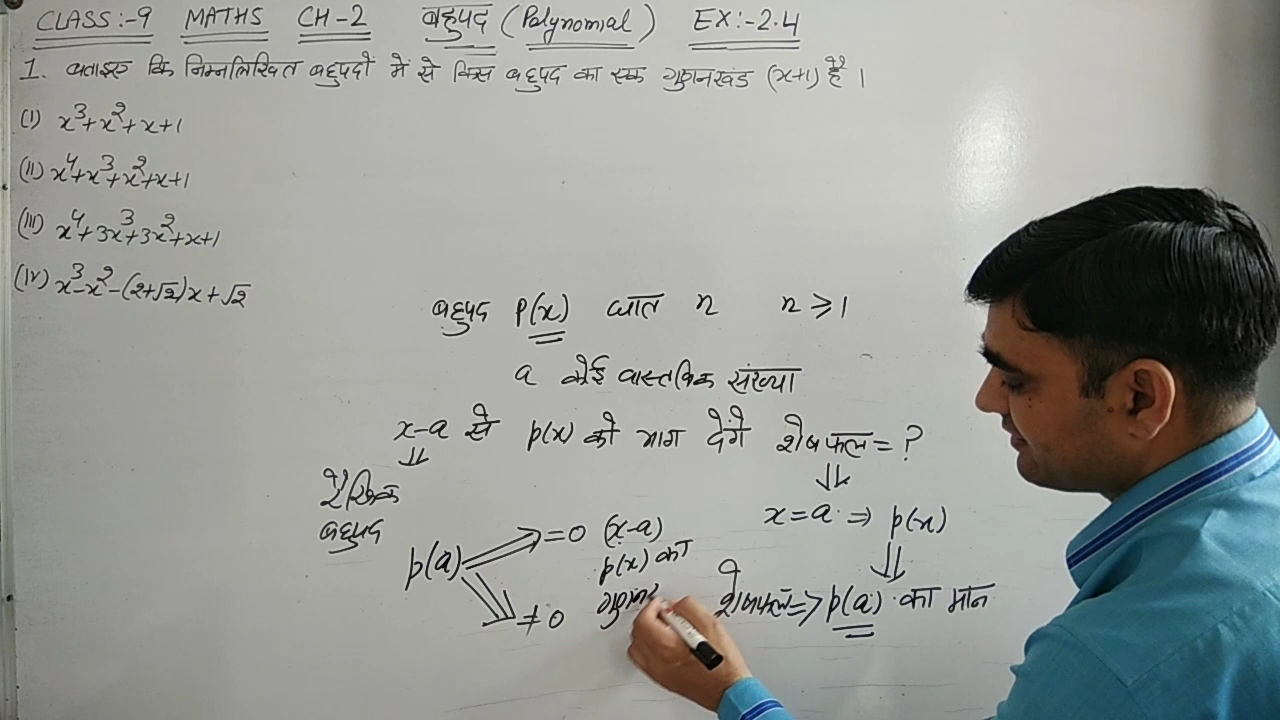 CLASS:-9 MATHS CH-2 बहुपद (Polynomial) EX:-2.4
1. बताइए कि निम्नलिखित बहुपदों में से किस बहुपद का एक गुणनखंड (x+1) है।
(I) x³+x²+x+1
(II) x⁴+x³+x²+x+1
(III) x⁴+3x³+3x²+x+1
(IV) x³-x²-(2+√2)x+√2
बहुपद p(x) घात n n≥1
a कोई वास्तविक संख्या
x-a से p(x) को भाग देंगे शेषफल=?
⇓ ⇓
रैखिक
बहुपद
x=a ⇒ p(x)
⇓
p(a) ⇒ =0 (x-a)
p(x) का
≠0
शेषफल=> p(a) का मान